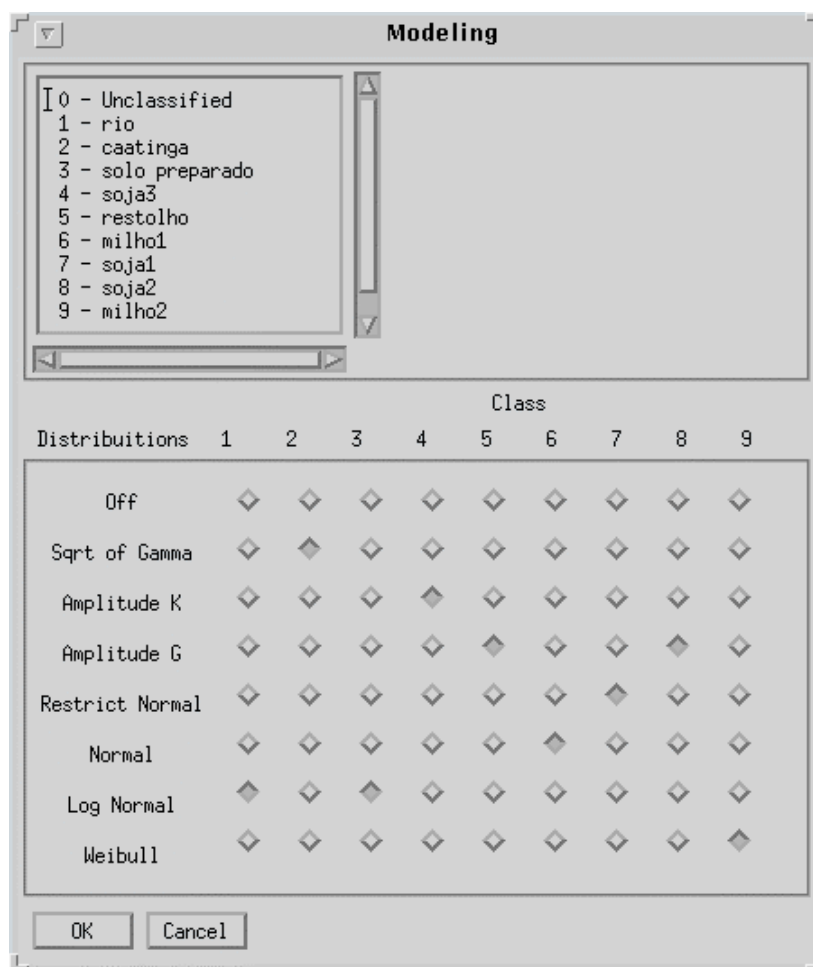 Modeling
0 - Unclassified
1 - rio
2 - caatinga
3 - solo preparado
4 - soja3
5 - restolho
6 - milho1
7 - soja1
8 - soja2
9 - milho2
Class
Distribuitions 1 2 3 4 5 6 7 8 9
Off
Sqrt of Gamma
Amplitude K
Amplitude G
Restrict Normal
Normal
Log Normal
Weibull
OK Cancel